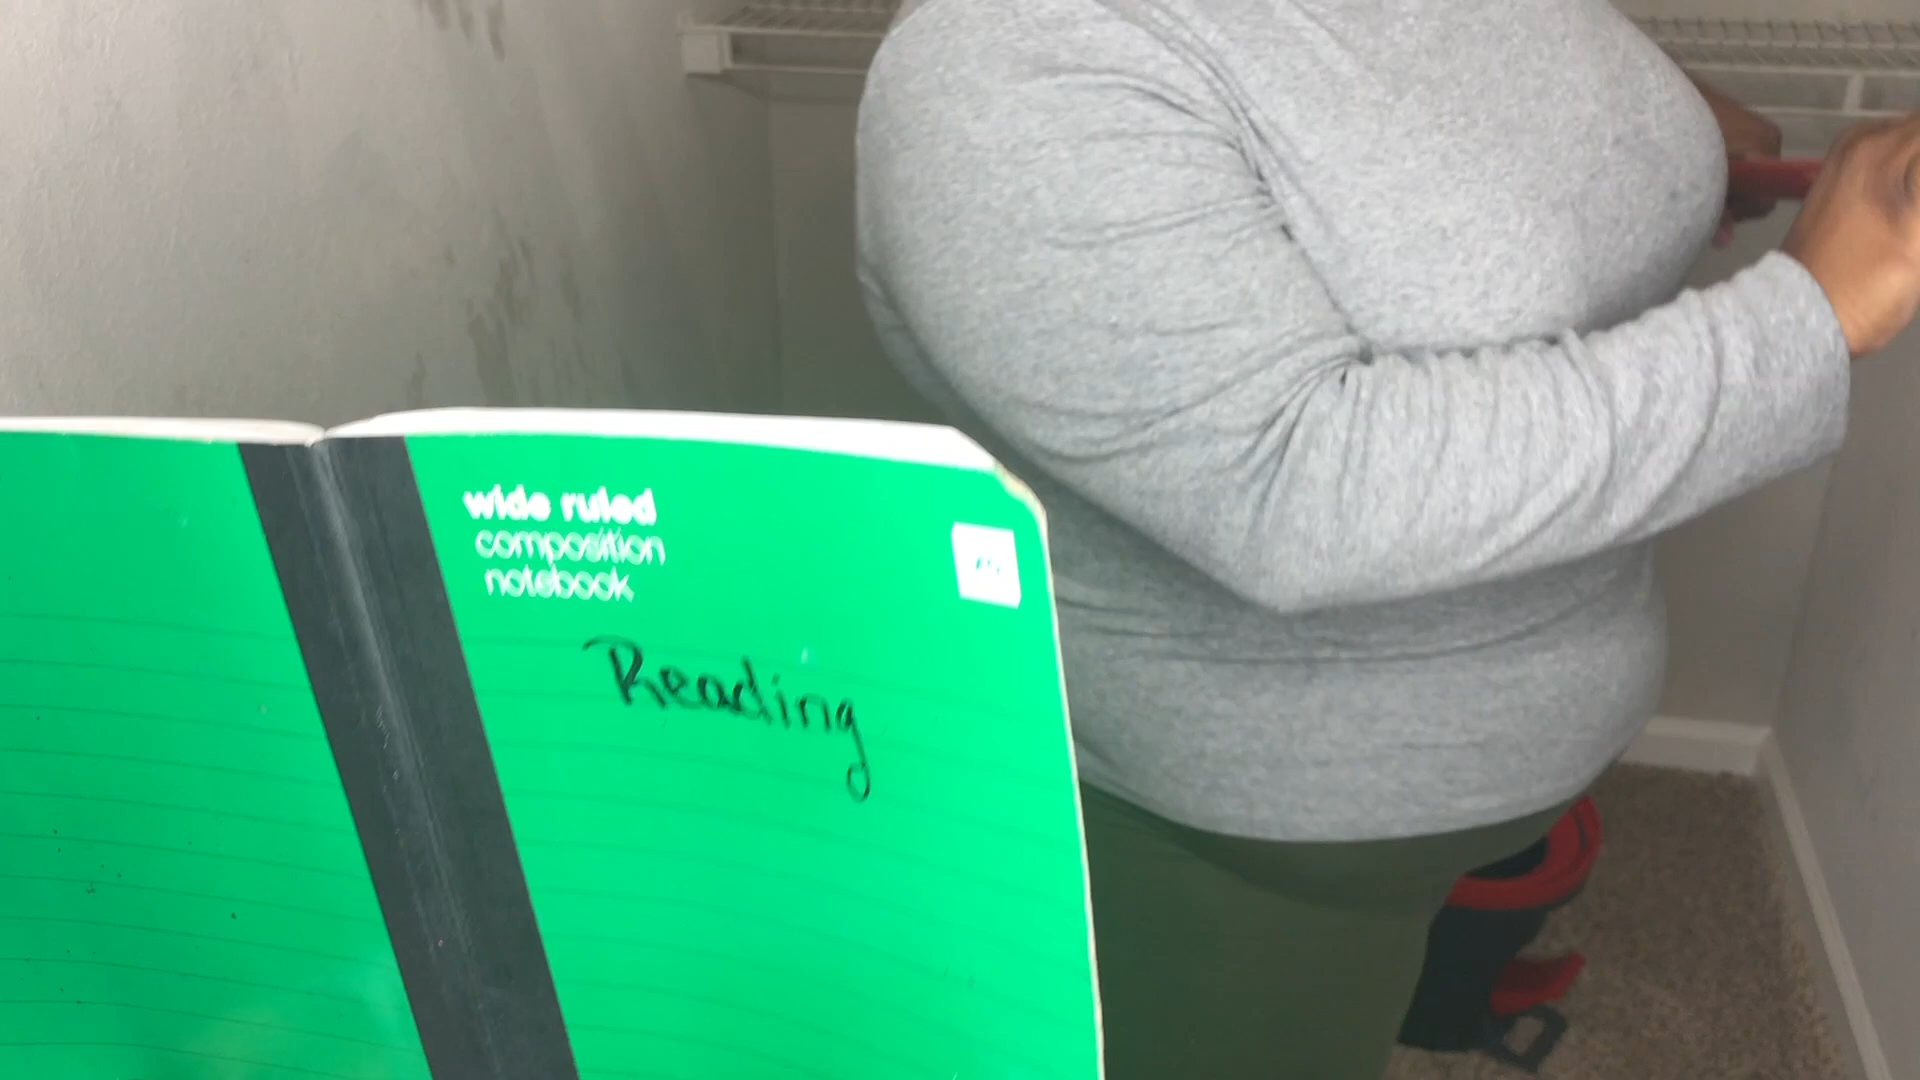 wide ruled
composition
notebook
Reading